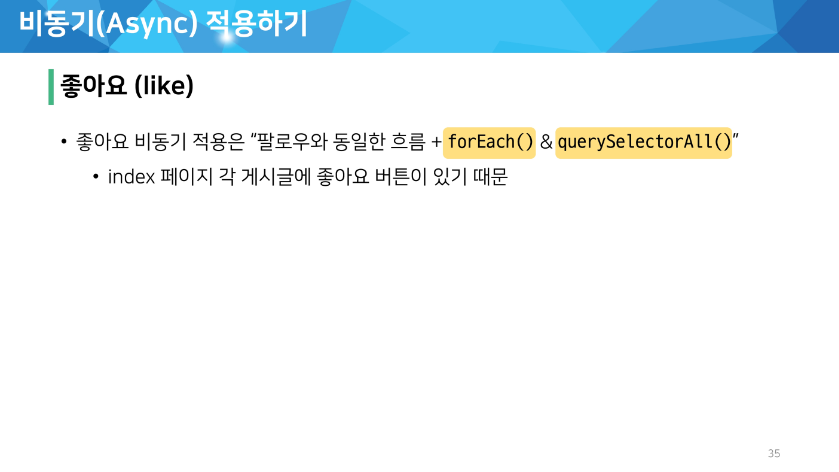 비동기(Async) 적용하기
좋아요 (like)
• 좋아요 비동기 적용은 “팔로우와 동일한 흐름 + forEach() & querySelectorAll()”
• index 페이지 각 게시글에 좋아요 버튼이 있기 때문
35